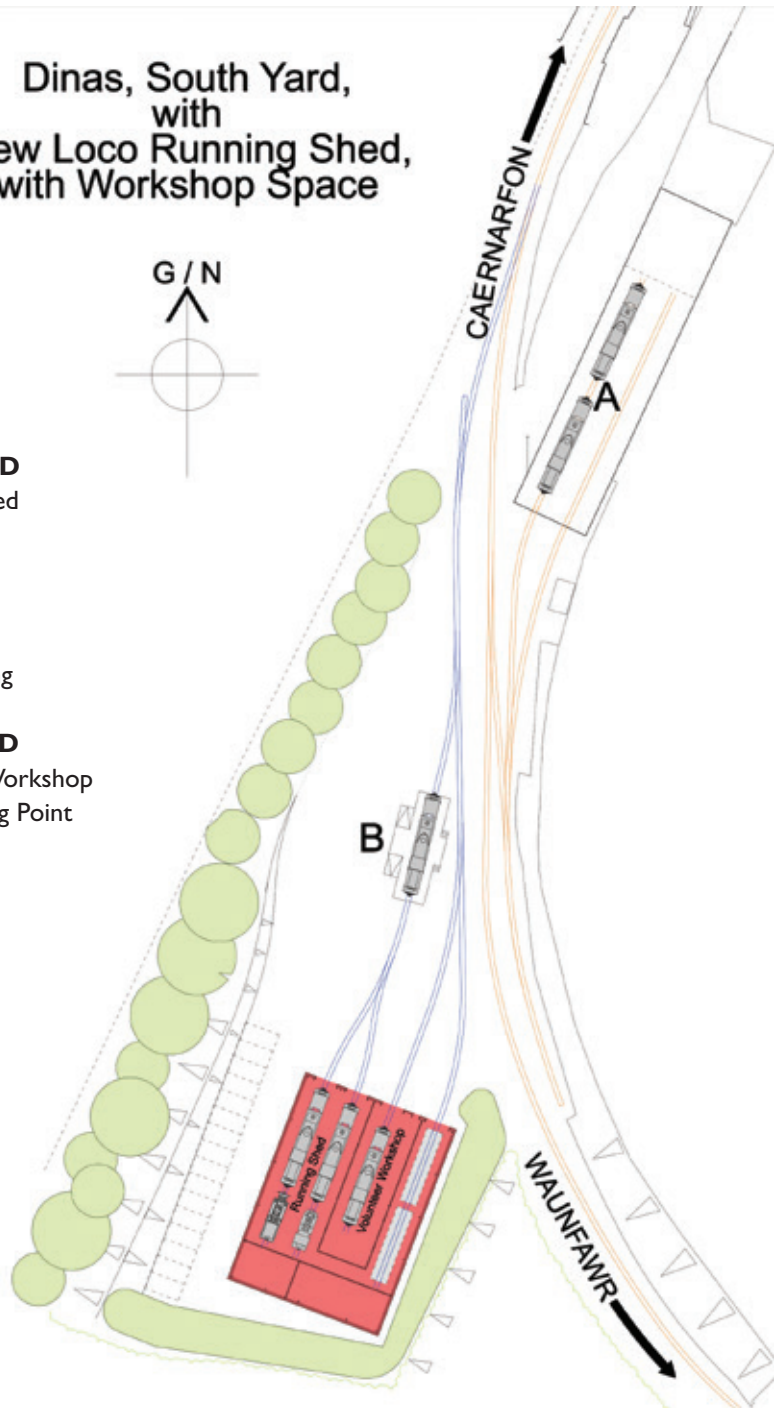 Dinas, South Yard,
with
ew Loco Running Shed,
with Workshop Space
G / N
CAERNARFON
A
D
ed
g
D
Workshop
g Point
B
Running Shed
Volunteer Workshop
WAUNFAWR